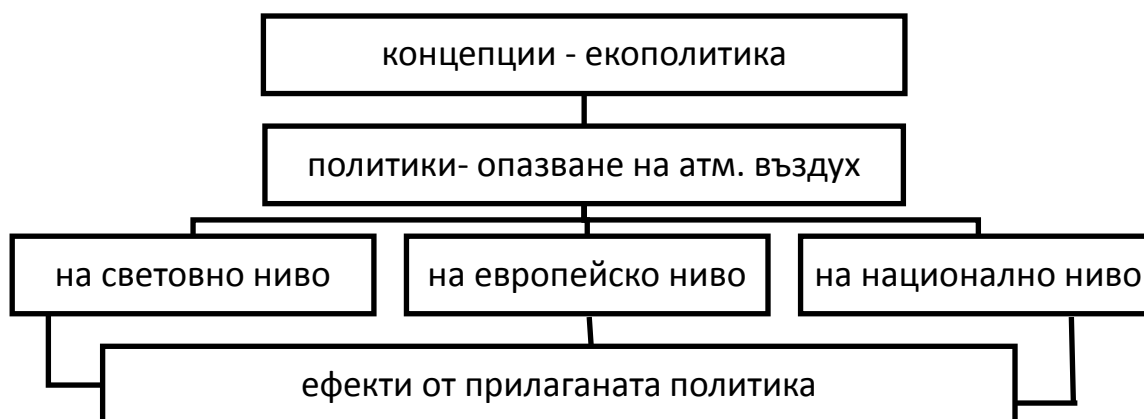 концепции - екополитика
политики- опазване на атм. въздух
на световно ниво
на европейско ниво
на национално ниво
ефекти от прилаганата политика